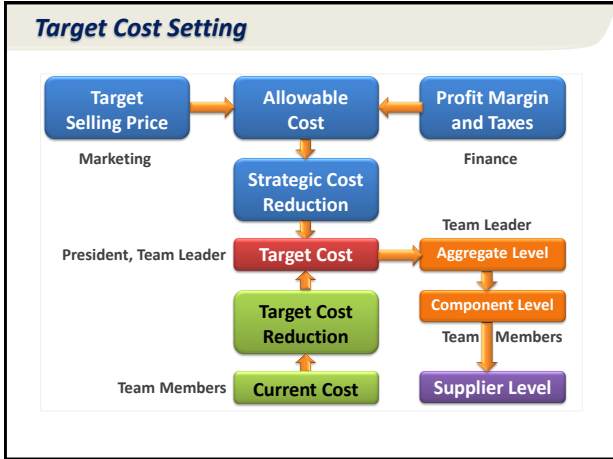 Target Cost Setting
Target
Selling Price
Allowable
Cost
Profit Margin
and Taxes
Marketing
Finance
Strategic Cost
Reduction
Team Leader
President, Team Leader
Target Cost
Aggregate Level
Target Cost
Reduction
Component Level
Team Members
Team Members
Current Cost
Supplier Level